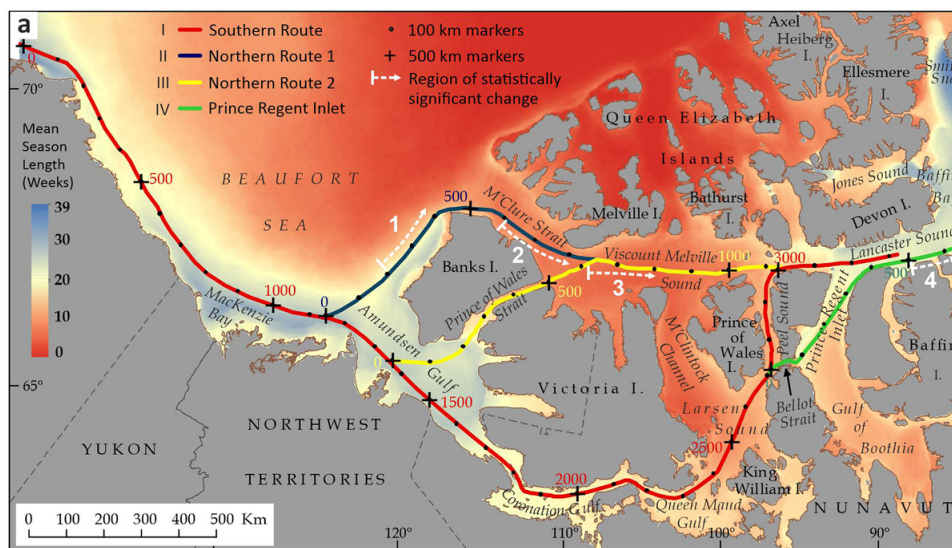 a
I Southern Route
II Northern Route 1
III Northern Route 2
IV Prince Regent Inlet
100 km markers
500 km markers
Region of statistically
significant change
Axel
Heiberg
I.
Ellesmere
I.
70°
Mean
Season
Length
(Weeks)
39
30
20
10
0
0
500
BEAUFORT
SEA
Queen Elizabeth
Islands
Jones Sound
Baffi
Ba
Devon I.
Melville I.
Bathurst
I.
500
M'Clure Strait
1
2
Banks I.
Viscount Melville
Sound
1000
3000
Lancaster Sound
500
4
3
500
Prince of Wales
Strait
1000
0
MacKenzie
Bay
Amundsen
Gulf
0
M'Clintock
Channel
Prince
of
Wales
I.
Peel Sound
Prince Regent
Inlet
Baffin
I.
65°
Victoria I.
1500
Larsen
Sound
Bellot
Strait
Gulf
of
Boothia
2500
YUKON
NORTHWEST
TERRITORIES
2000
Coronation Gulf
Queen Maud
Gulf
King
William I.
NUNAVUT
0 100 200 300 400 500 Km
120°
110°
100°
90°